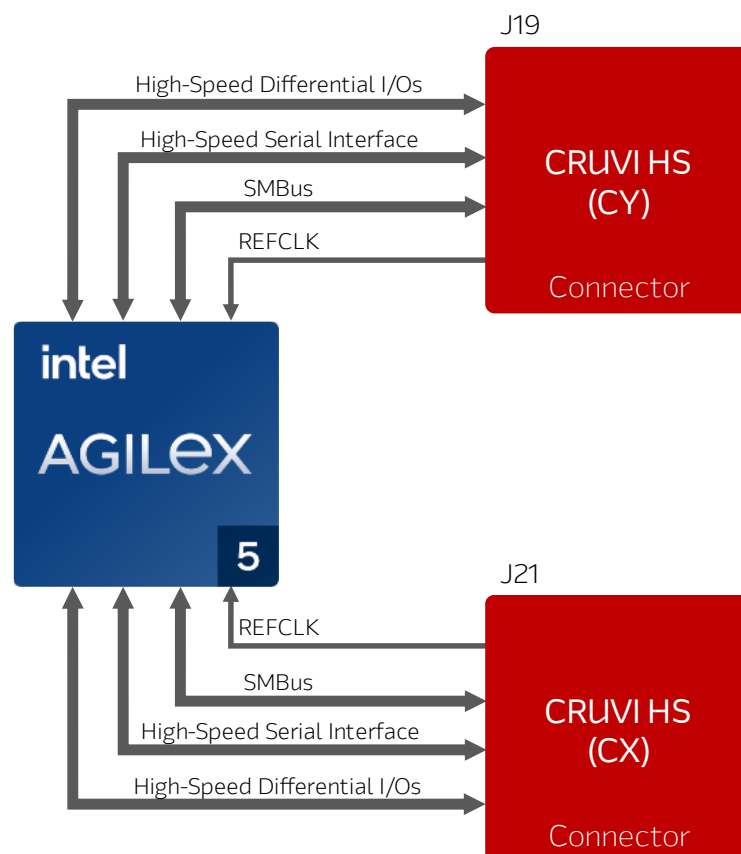 J19
High-Speed Differential I/Os
High-Speed Serial Interface
SMBus
REFCLK
CRUVI HS
(CY)
Connector
intel
AGILEX
5
J21
REFCLK
SMBus
High-Speed Serial Interface
High-Speed Differential I/Os
CRUVI HS
(CX)
Connector